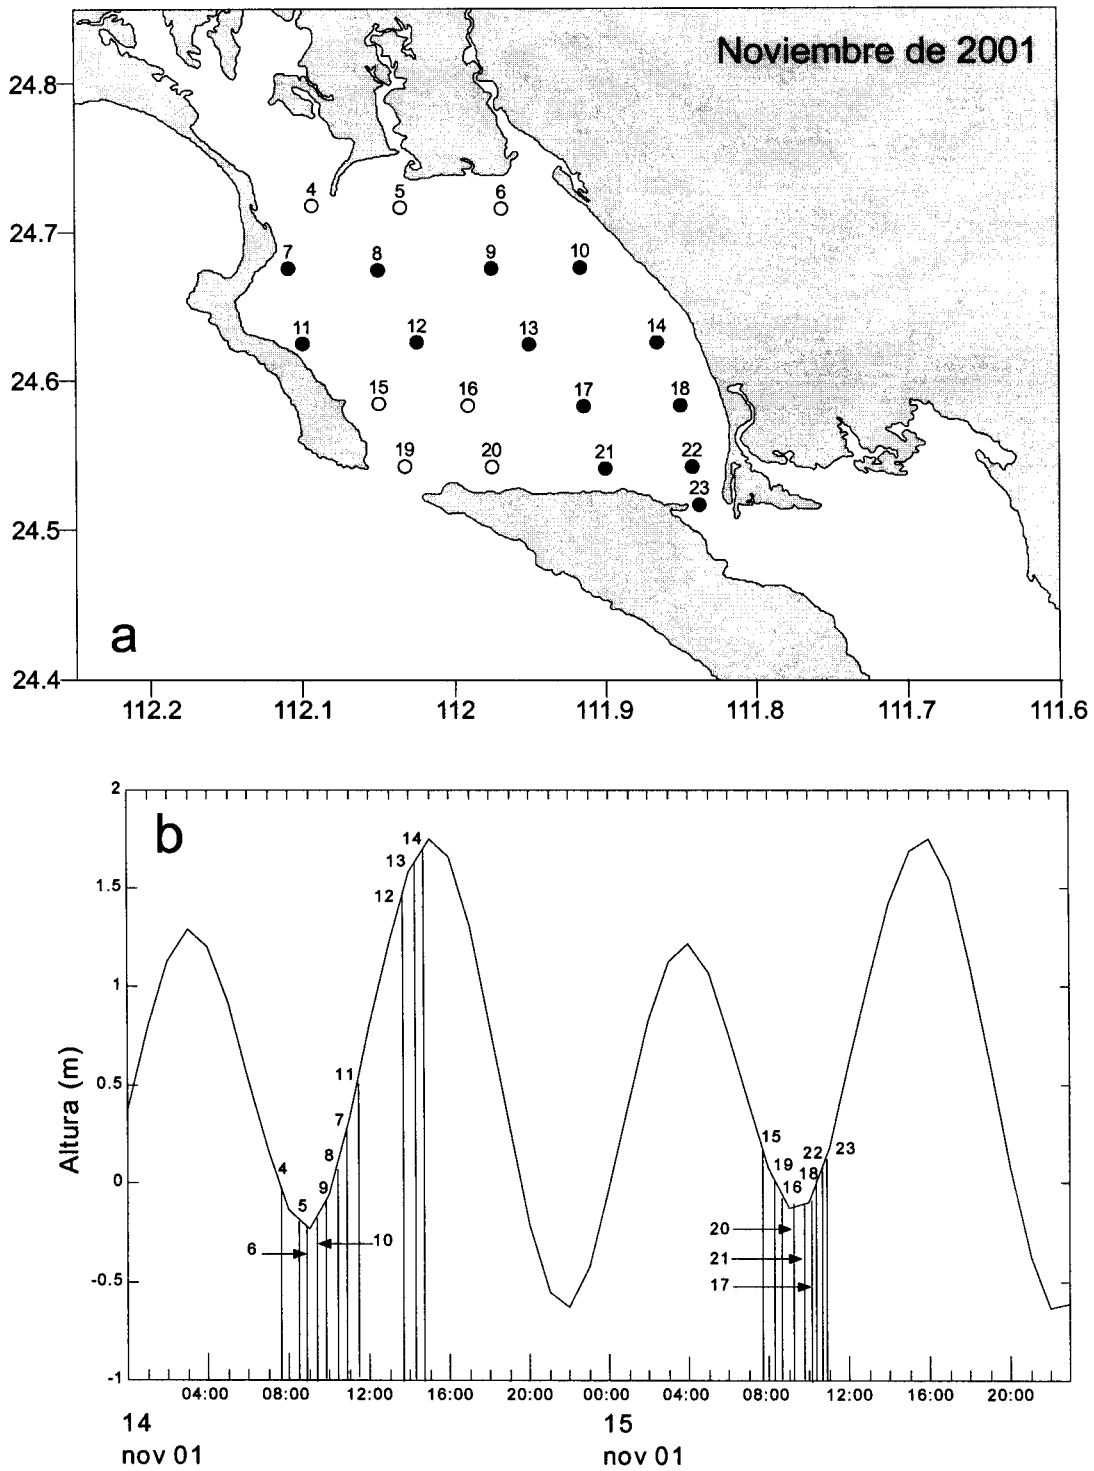 Noviembre de 2001
24.8
4 5 6
24.7
7 8 9 10
11 12 13 14
24.6
15 16 17 18
19 20 21 22
23
24.5
a
24.4
112.2 112.1 112 111.9 111.8 111.7 111.6
2
b
14
13
1.5
12
1
Altura (m)
0.5
11
7
15 22 23
8
4
19 18
0
9 16
5
20
6 10
21
-0.5
17
-1
04:00 08:00 12:00 16:00 20:00 00:00 04:00 08:00 12:00 16:00 20:00
14 15
nov 01 nov 01